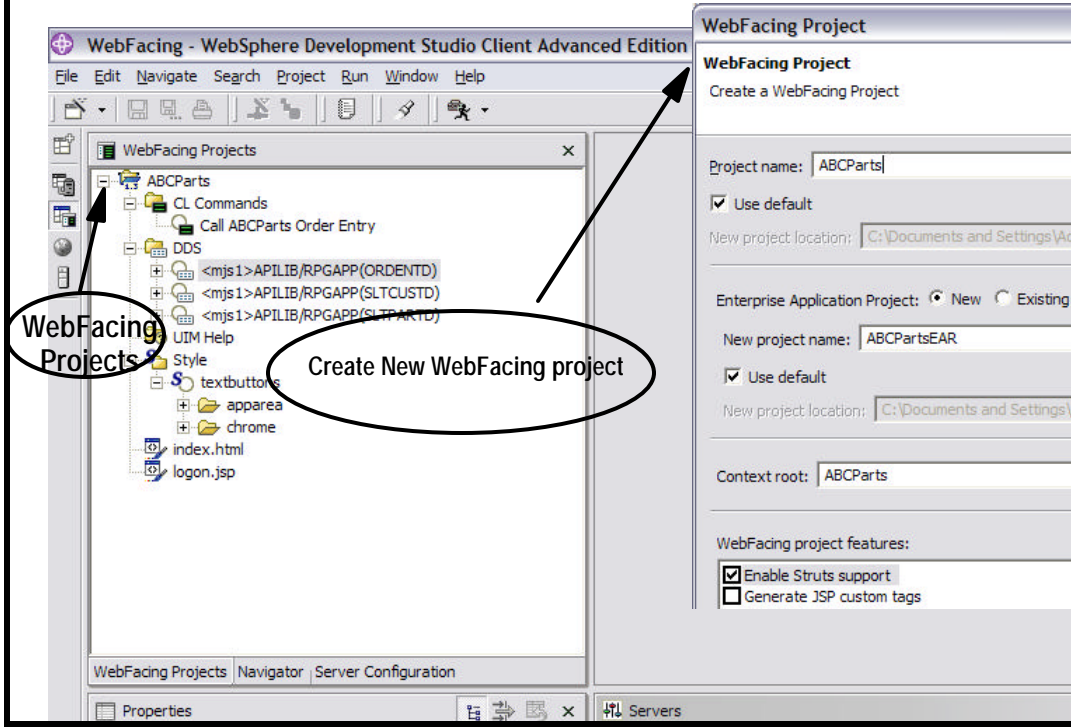 WebFacing - WebSphere Development Studio Client Advanced Edition
File Edit Navigate Search Project Run Window Help
WebFacing Projects
ABCParts
CL Commands
Call ABCParts Order Entry
DDS
<mjs1>APILIB/RPGAPP(ORDENTD)
<mjs1>APILIB/RPGAPP(SLTCUSTD)
<mjs1>APILIB/RPGAPP(SLTPARTD)
UIM Help
Style
textbuttons
apparea
chrome
index.html
logon.jsp
WebFacing
Projects
Create New WebFacing project
WebFacing Projects Navigator Server Configuration
Properties
Servers
WebFacing Project
WebFacing Project
Create a WebFacing Project
Project name: ABCParts
Use default
New project location: C:\Documents and Settings\Ad
Enterprise Application Project: New Existing
New project name: ABCPartsEAR
Use default
New project location: C:\Documents and Settings\
Context root: ABCParts
WebFacing project features:
Enable Struts support
Generate JSP custom tags